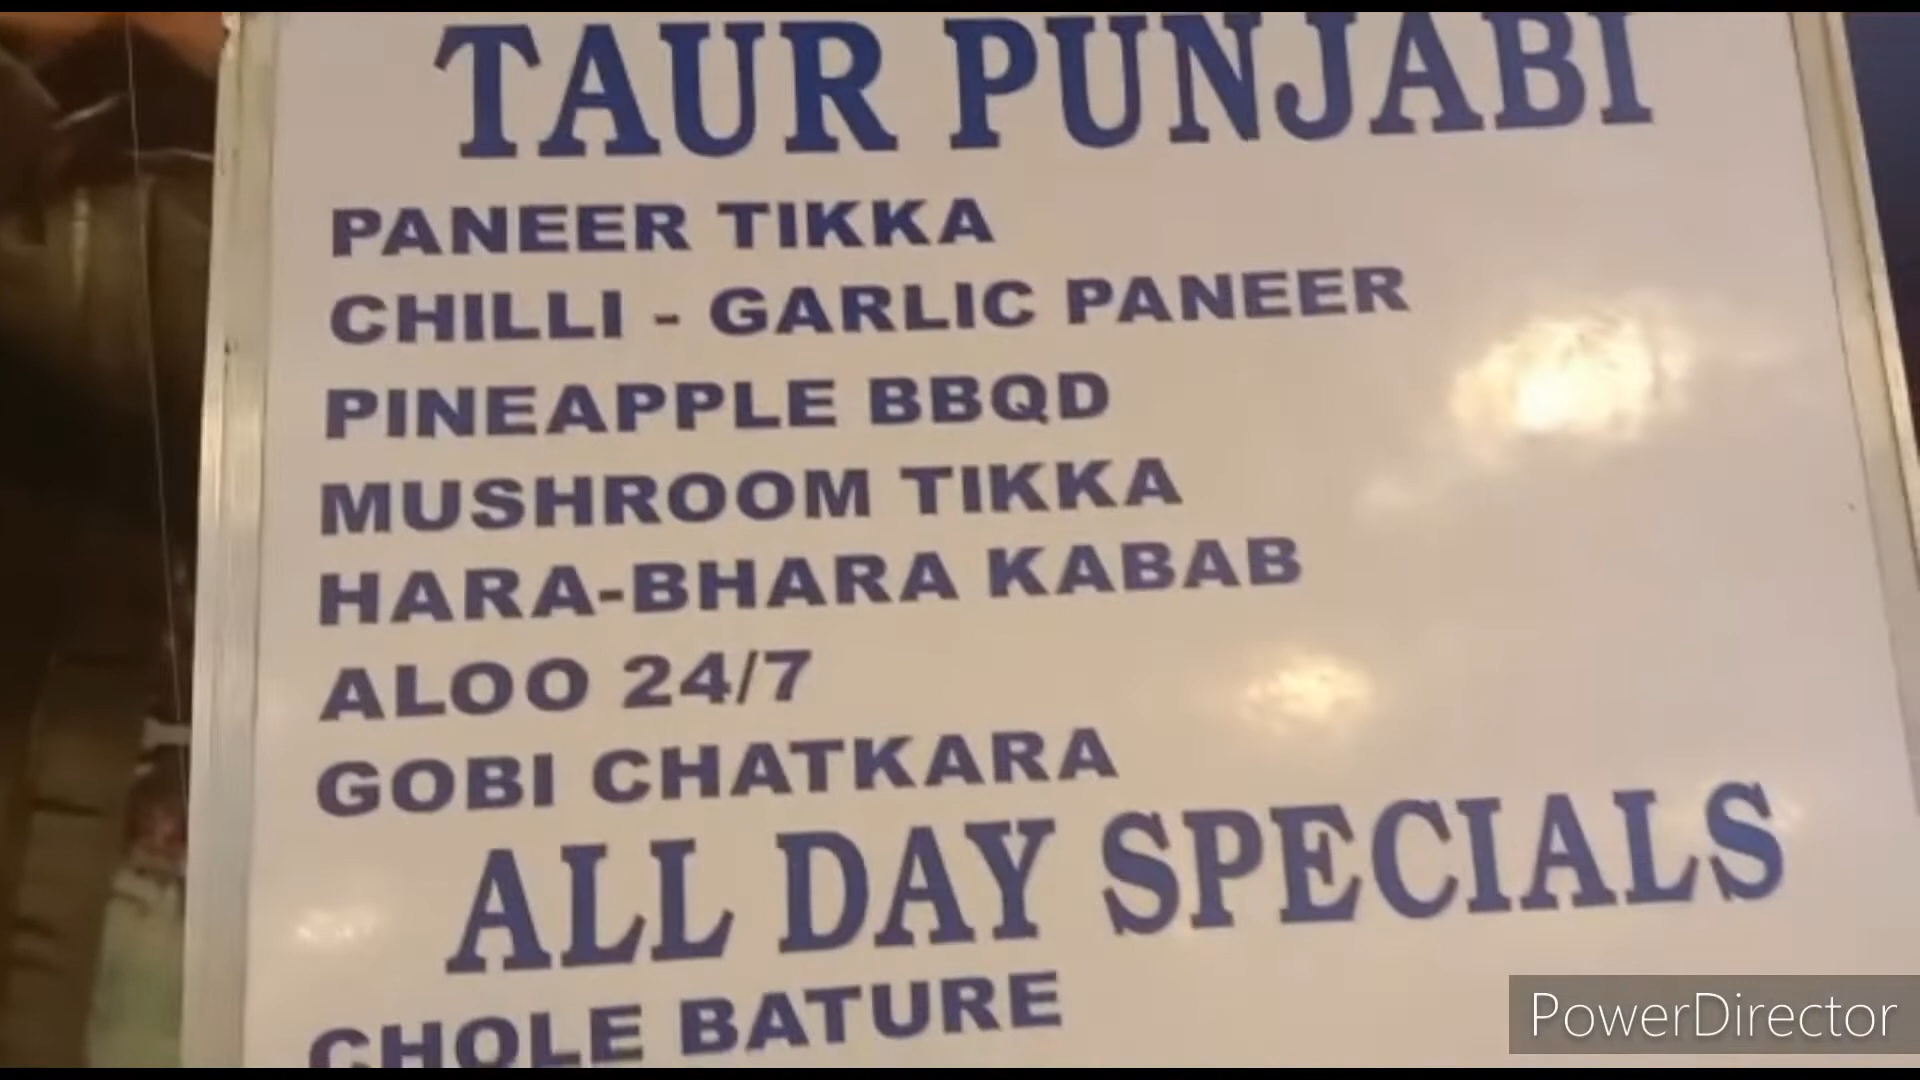 TAUR PUNJABI
PANEER TIKKA
CHILLI - GARLIC PANEER
PINEAPPLE BBQD
MUSHROOM TIKKA
HARA-BHARA KABAB
ALOO 24/7
GOBI CHATKARA
ALL DAY SPECIALS
CHOLE BATURE
PowerDirector